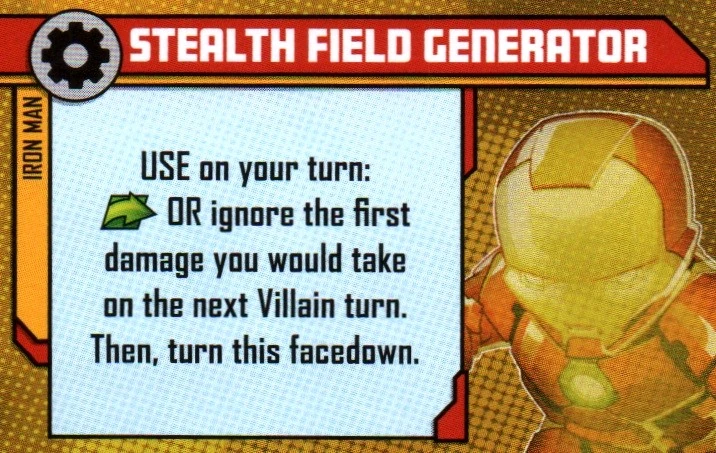 STEALTH FIELD GENERATOR
IRON MAN
USE on your turn:
OR ignore the first
damage you would take
on the next Villain turn.
Then, turn this facedown.